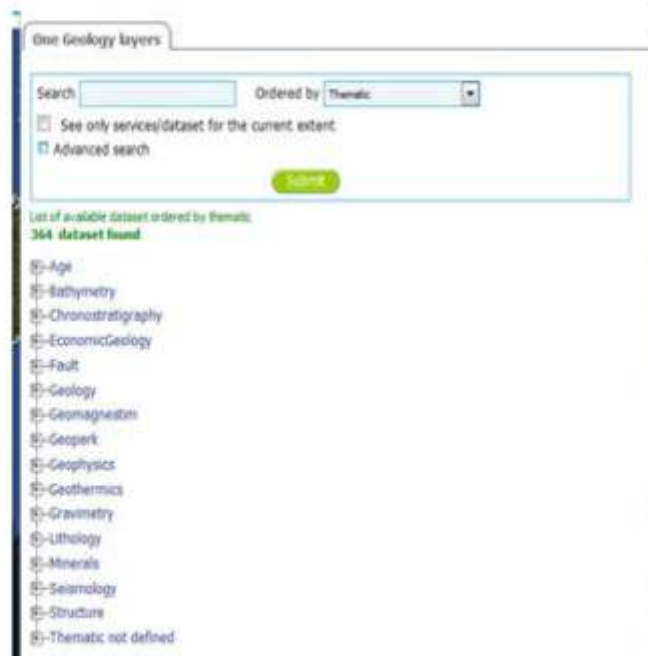 One Geology layers
Search Ordered by Thematic
See only services/dataset for the current extent
Advanced search
Submit
List of available dataset ordered by thematic
364 dataset found
Age
Bathymetry
Chronostratigraphy
EconomicGeology
Fault
Geology
Geomagnestim
Geopark
Geophysics
Geothermics
Gravimetry
Lithology
Minerals
Seismology
Structure
Thematic not defined